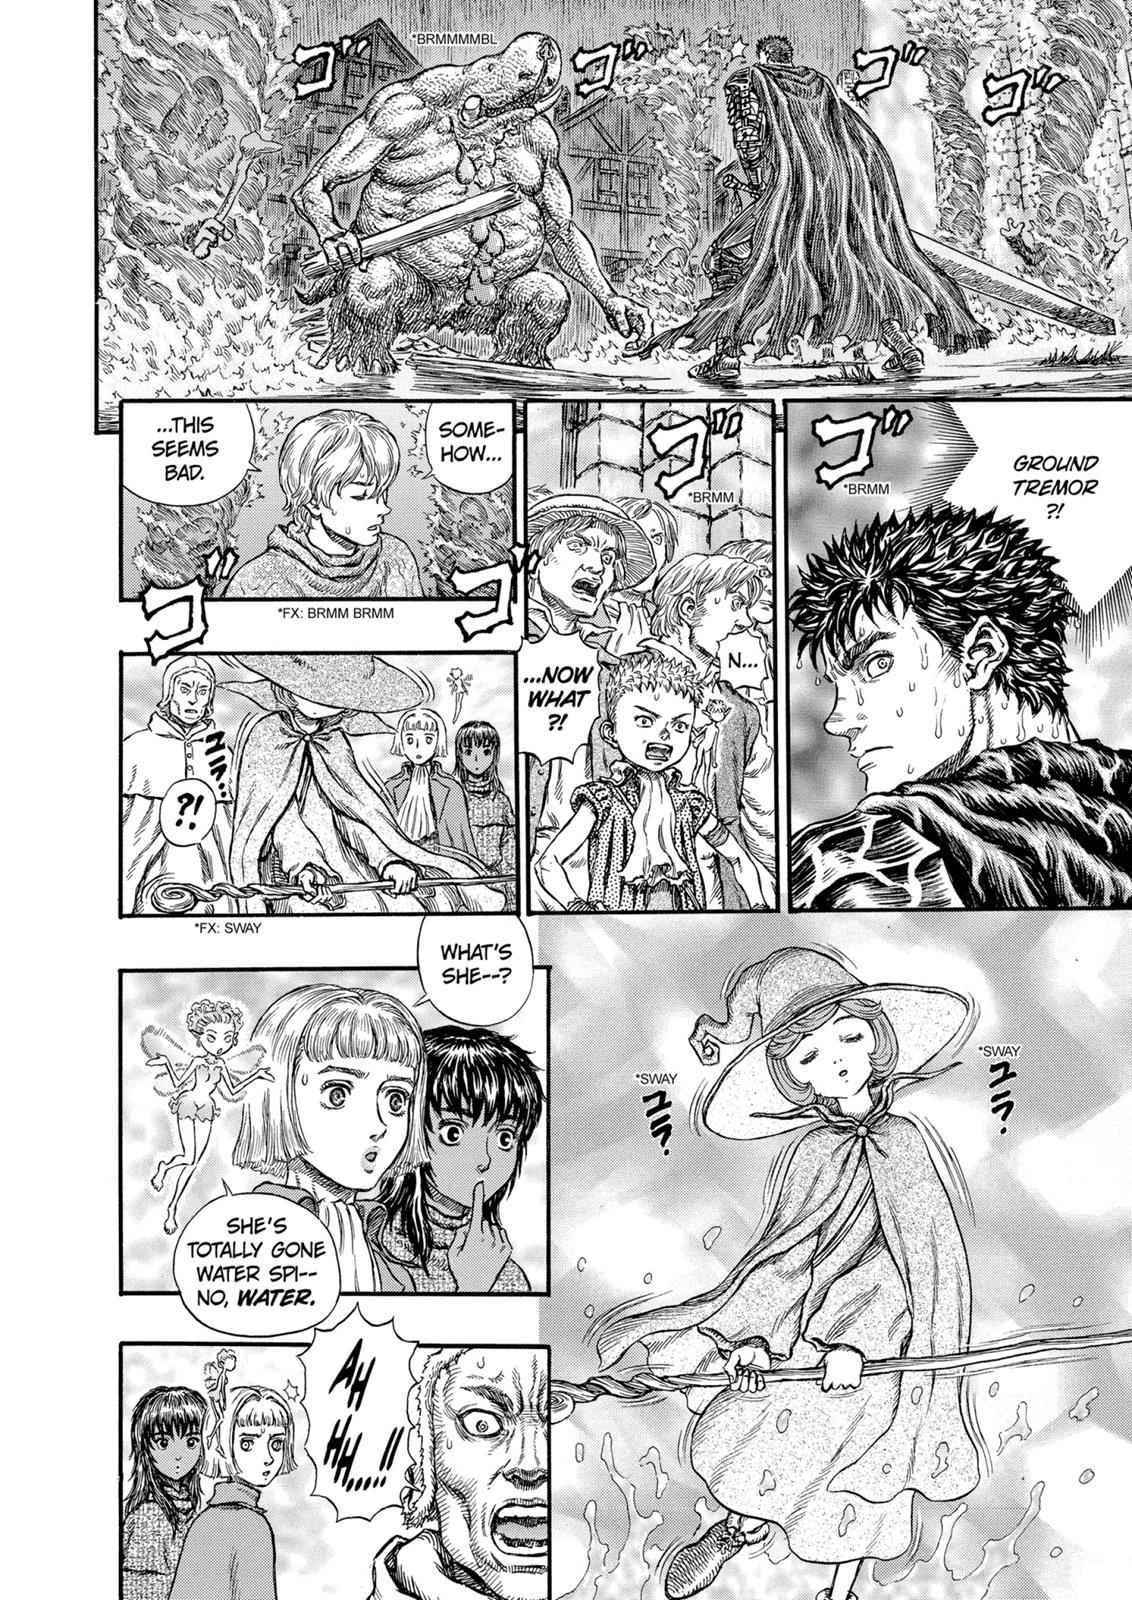 *BRMMMMBL
ゴ
ゴ
ゴ
ゴ
GROUND
TREMOR
?!
ゴ
*BRMM
ゴ
*BRMM
N...
...NOW
WHAT
?!
SOME-
HOW...
...THIS
SEEMS
BAD.
ゴ
ゴ
*FX: BRMM BRMM
ユラ
?!
*FX: SWAY
WHAT'S
SHE--?
*SWAY
ユラ
*SWAY
ユラ
SHE'S
TOTALLY GONE
WATER SPI--
NO, WATER.
AH
HH
HH....!!